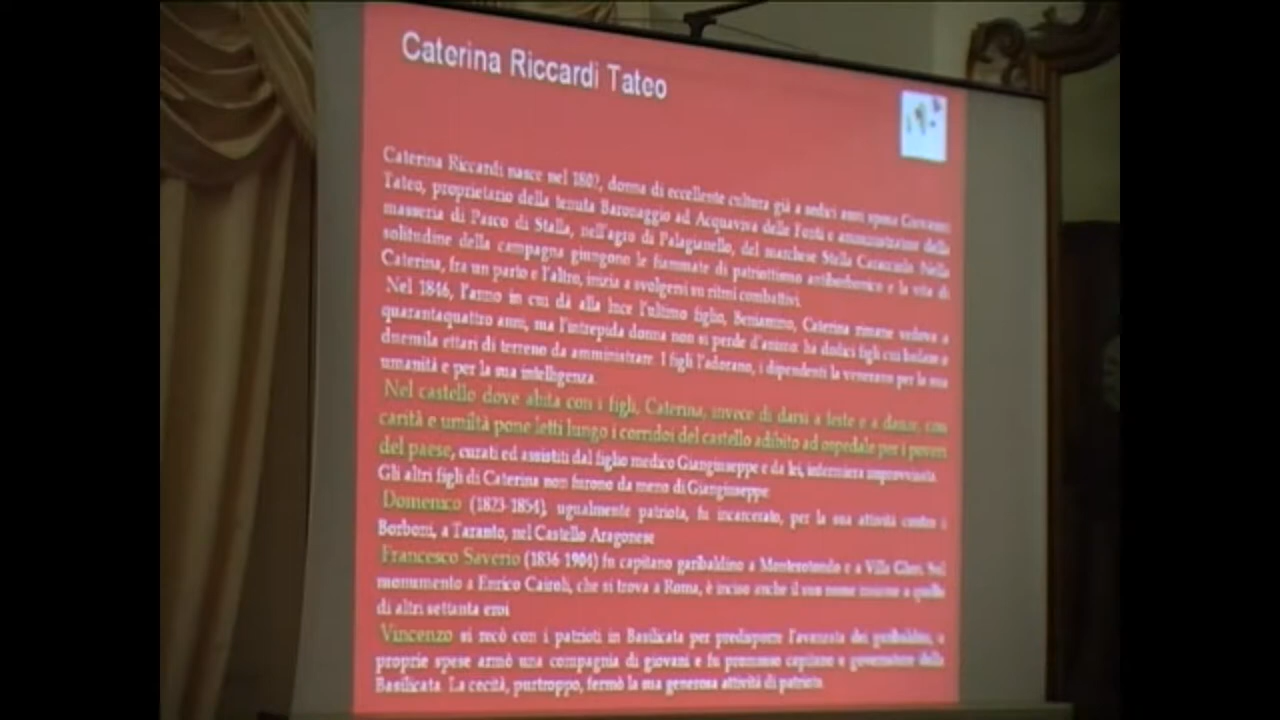 Caterina Riccardi Tateo
Caterina Riccardi nasce nel 1802, donna di eccellente cultura già a sedici anni sposa Giovanni
Tateo, proprietario della tenuta Baronaggio ad Acquaviva delle Fonti e amministratore della
masseria di Parco di Stalla, nell'agro di Palagianello, del marchese Stella Caracciolo. Nella
solitudine della campagna giungono le fiammate di patriottismo antiborbonico e la vita di
Caterina, fra un parto e l'altro, inizia a svolgersi su ritmi combattivi.
Nel 1846, l'anno in cui dà alla luce l'ultimo figlio, Beniamino, Caterina rimane vedova a
quarantaquattro anni, ma l'intrepida donna non si perde d'animo: ha dodici figli cui badare e
duemila ettari di terreno da amministrare. I figli l'adorano, i dipendenti la venerano per la sua
umanità e per la sua intelligenza.
Nel castello dove abita con i figli, Caterina, invece di darsi a feste e a danze, con
carità e umiltà pone letti lungo i corridoi del castello adibito ad ospedale per i poveri
del paese, curati ed assistiti dal figlio medico Giangiuseppe e da lei, infermiera improvvisata.
Gli altri figli di Caterina non furono da meno di Giangiuseppe
Domenico (1823-1854), ugualmente patriota, fu incarcerato, per la sua attività contro i
Borboni, a Taranto, nel Castello Aragonese
Francesco Saverio (1836-1904) fu capitano garibaldino a Monterotondo e a Villa Glori. Sul
monumento a Enrico Cairoli, che si trova a Roma, è inciso anche il suo nome insieme a quello
di altri settanta eroi
Vincenzo si recò con i patrioti in Basilicata per predisporre l'avanzata dei garibaldini, a
proprie spese armò una compagnia di giovani e fu promosso capitano e governatore della
Basilicata. La cecità, purtroppo, fermò la sua generosa attività di patriota.